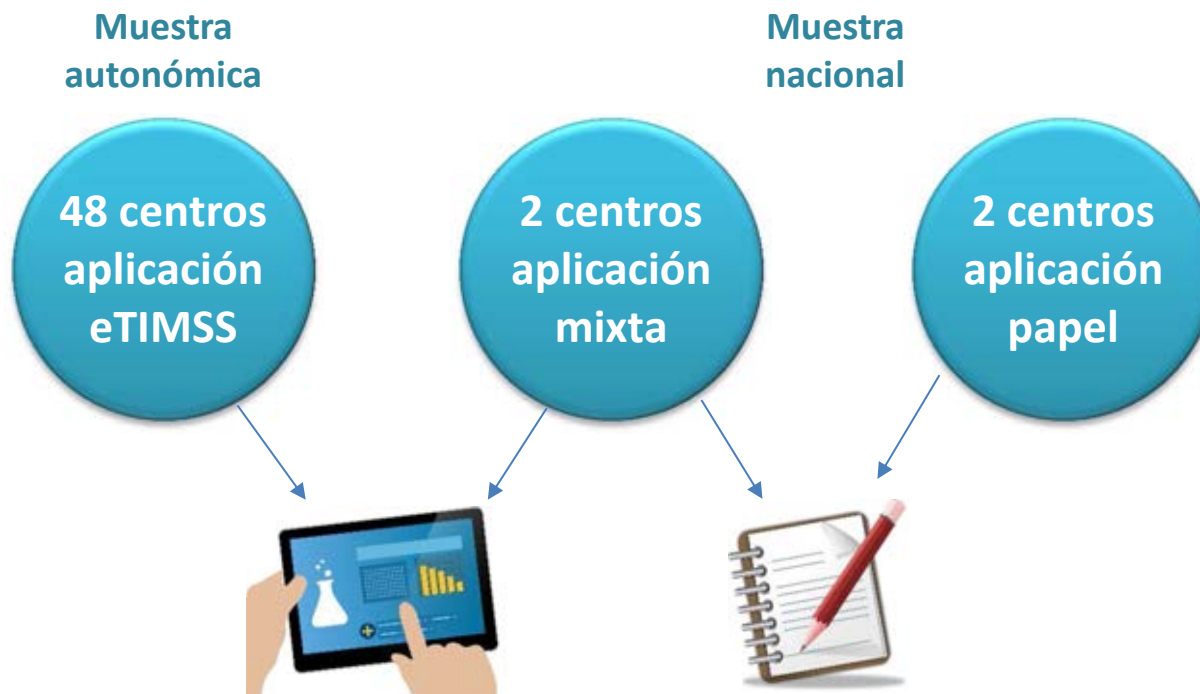 Muestra
autonómica
Muestra
nacional
48 centros
aplicación
eTIMSS
2 centros
aplicación
mixta
2 centros
aplicación
papel